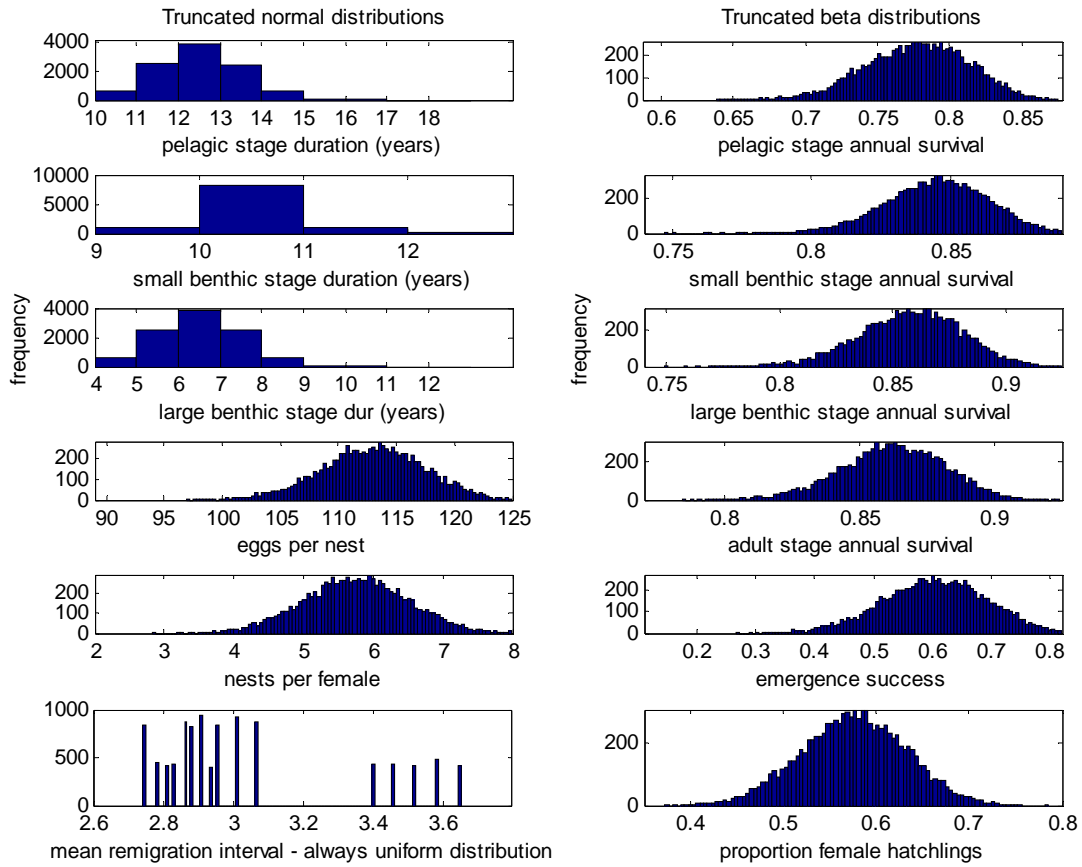 Truncated normal distributions
4000
2000
0
10 11 12 13 14 15 16 17 18
pelagic stage duration (years)
10000
5000
0
9 10 11 12
small benthic stage duration (years)
frequency
4000
2000
0
4 5 6 7 8 9 10 11 12
large benthic stage dur (years)
200
100
0
90 95 100 105 110 115 120 125
eggs per nest
200
100
0
2 3 4 5 6 7 8
nests per female
1000
500
0
2.6 2.8 3 3.2 3.4 3.6
mean remigration interval - always uniform distribution
Truncated beta distributions
200
100
0
0.6 0.65 0.7 0.75 0.8 0.85
pelagic stage annual survival
200
0
0.75 0.8 0.85
small benthic stage annual survival
frequency
200
0
0.75 0.8 0.85 0.9
large benthic stage annual survival
200
0
0.8 0.85 0.9
adult stage annual survival
200
100
0
0.2 0.3 0.4 0.5 0.6 0.7 0.8
emergence success
200
0
0.4 0.5 0.6 0.7 0.8
proportion female hatchlings